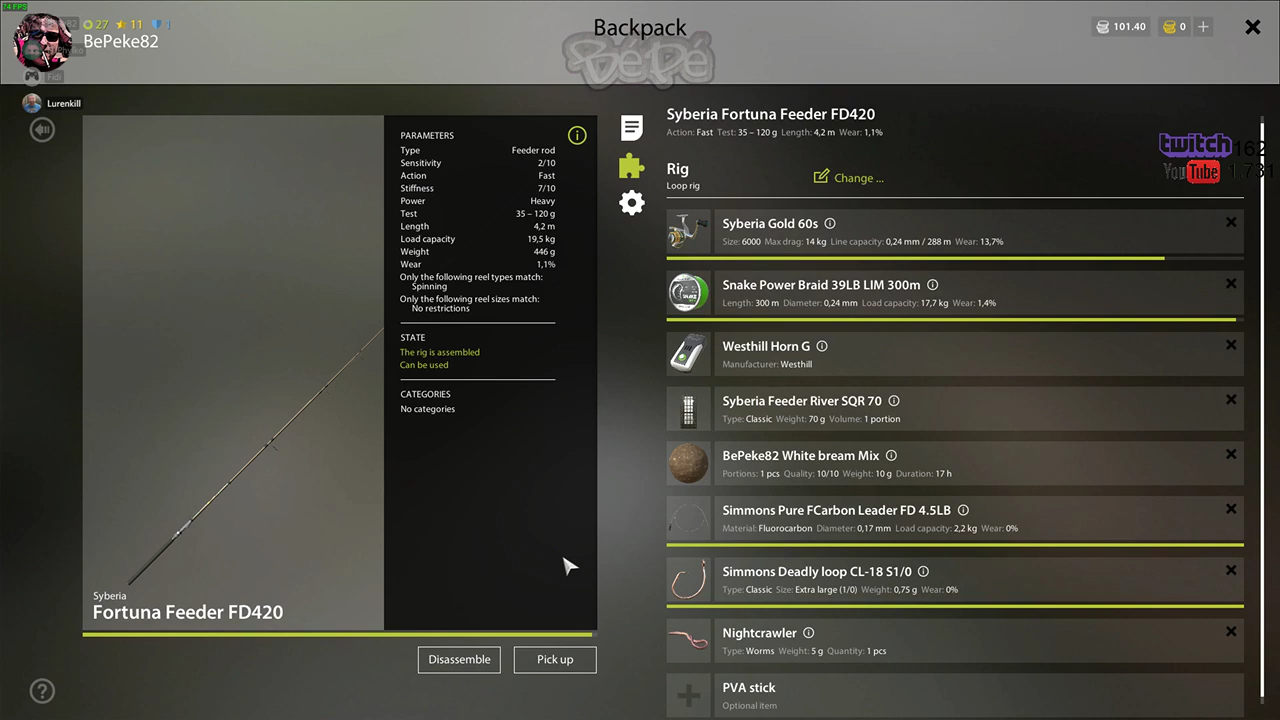 74 FPS
27 11 1
BePeke82
Backpack
BéPé
101.40 0
Fidi
Lurenkill
twitch 162
YouTube 1.731
PARAMETERS
Type Feeder rod
Sensitivity 2/10
Action Fast
Stiffness 7/10
Power Heavy
Test 35 – 120 g
Length 4,2 m
Load capacity 19,5 kg
Weight 446 g
Wear 1,1%
Only the following reel types match:
Spinning
Only the following reel sizes match:
No restrictions
STATE
The rig is assembled
Can be used
CATEGORIES
No categories
Syberia
Fortuna Feeder FD420
Disassemble Pick up
Syberia Fortuna Feeder FD420
Action: Fast Test: 35 – 120 g Length: 4,2 m Wear: 1,1%
Rig
Loop rig
Change ...
Syberia Gold 60s
Size: 6000 Max drag: 14 kg Line capacity: 0,24 mm / 288 m Wear: 13,7%
Snake Power Braid 39LB LIM 300m
Length: 300 m Diameter: 0,24 mm Load capacity: 17,7 kg Wear: 1,4%
Westhill Horn G
Manufacturer: Westhill
Syberia Feeder River SQR 70
Type: Classic Weight: 70 g Volume: 1 portion
BePeke82 White bream Mix
Portions: 1 pcs Quality: 10/10 Weight: 10 g Duration: 17 h
Simmons Pure FCarbon Leader FD 4.5LB
Material: Fluorocarbon Diameter: 0,17 mm Load capacity: 2,2 kg Wear: 0%
Simmons Deadly loop CL-18 S1/0
Type: Classic Size: Extra large (1/0) Weight: 0,75 g Wear: 0%
Nightcrawler
Type: Worms Weight: 5 g Quantity: 1 pcs
PVA stick
Optional item